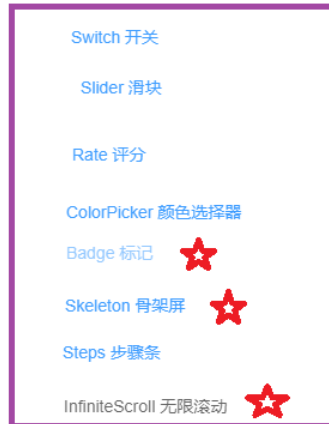 Switch 开关
Slider 滑块
Rate 评分
ColorPicker 颜色选择器
Badge 标记
Skeleton 骨架屏
Steps 步骤条
InfiniteScroll 无限滚动